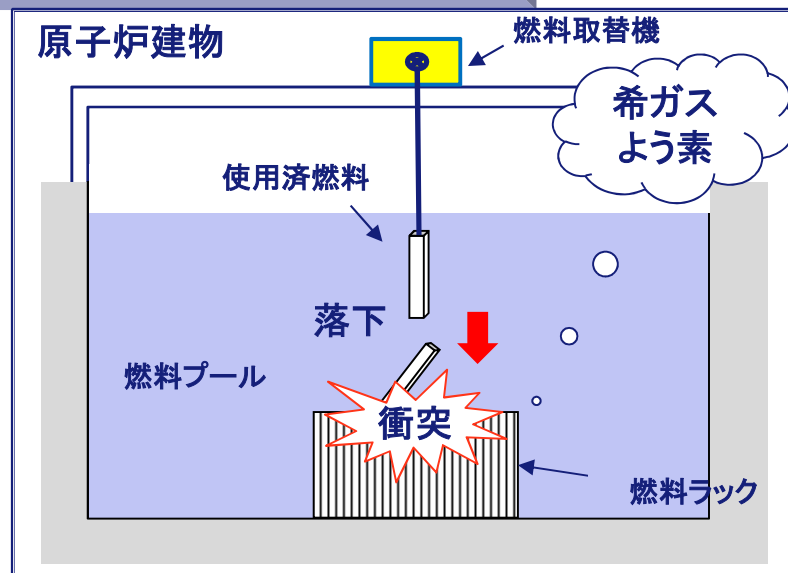 原子炉建物
燃料取替機
希ガス
よう素
使用済燃料
落下
燃料プール
衝突
燃料ラック